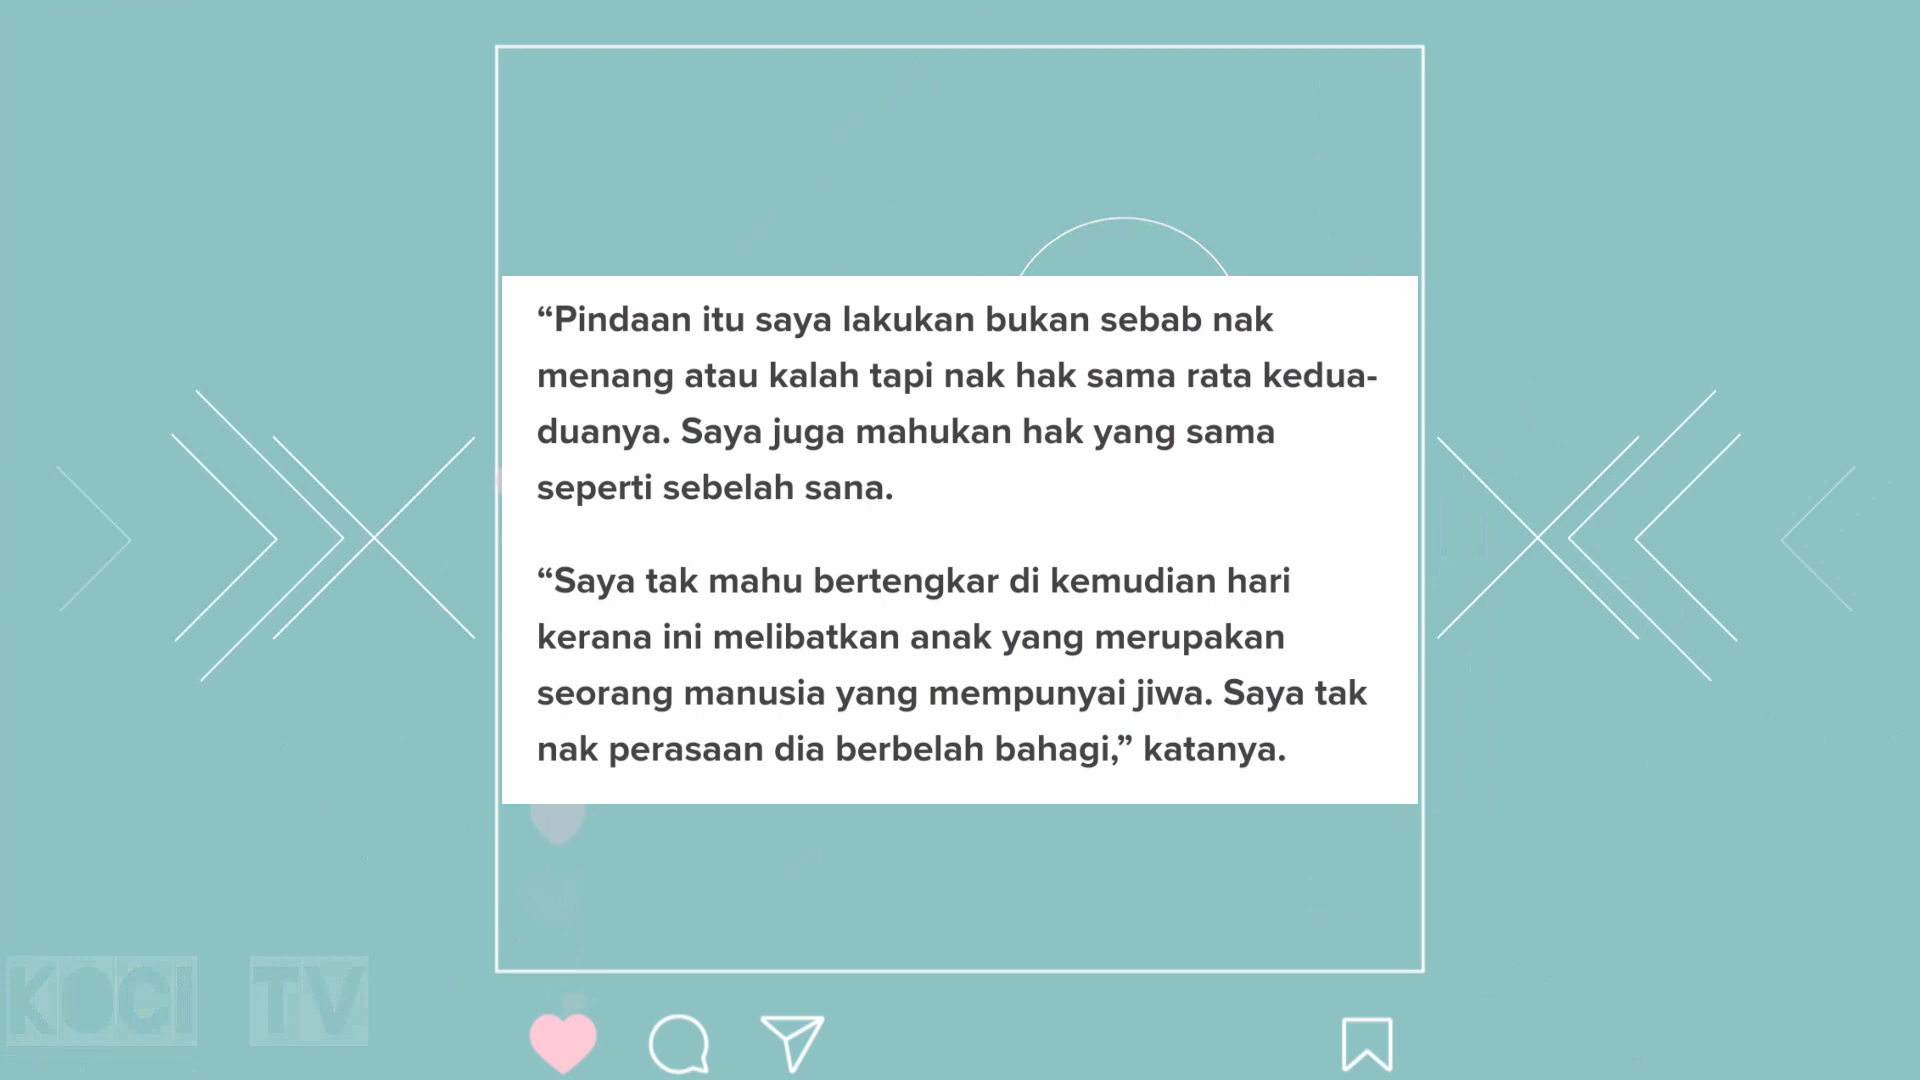 “Pindaan itu saya lakukan bukan sebab nak
menang atau kalah tapi nak hak sama rata kedua-
duanya. Saya juga mahukan hak yang sama
seperti sebelah sana.
“Saya tak mahu bertengkar di kemudian hari
kerana ini melibatkan anak yang merupakan
seorang manusia yang mempunyai jiwa. Saya tak
nak perasaan dia berbelah bahagi,” katanya.
KOCI TV